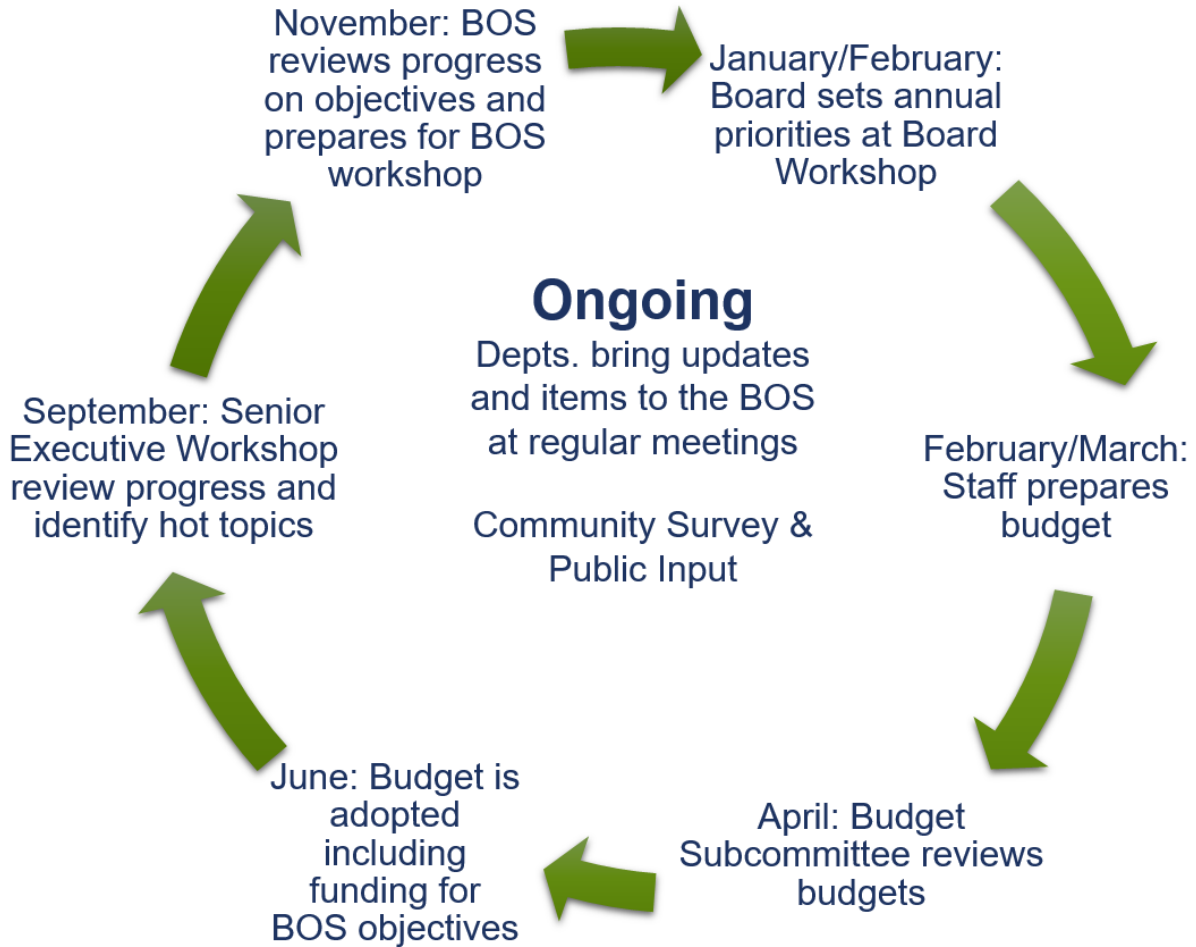 November: BOS
reviews progress
on objectives and
prepares for BOS
workshop
January/February:
Board sets annual
priorities at Board
Workshop
February/March:
Staff prepares
budget
April: Budget
Subcommittee reviews
budgets
June: Budget is
adopted
including
funding for
BOS objectives
September: Senior
Executive Workshop
review progress and
identify hot topics
Ongoing
Depts. bring updates
and items to the BOS
at regular meetings
Community Survey &
Public Input